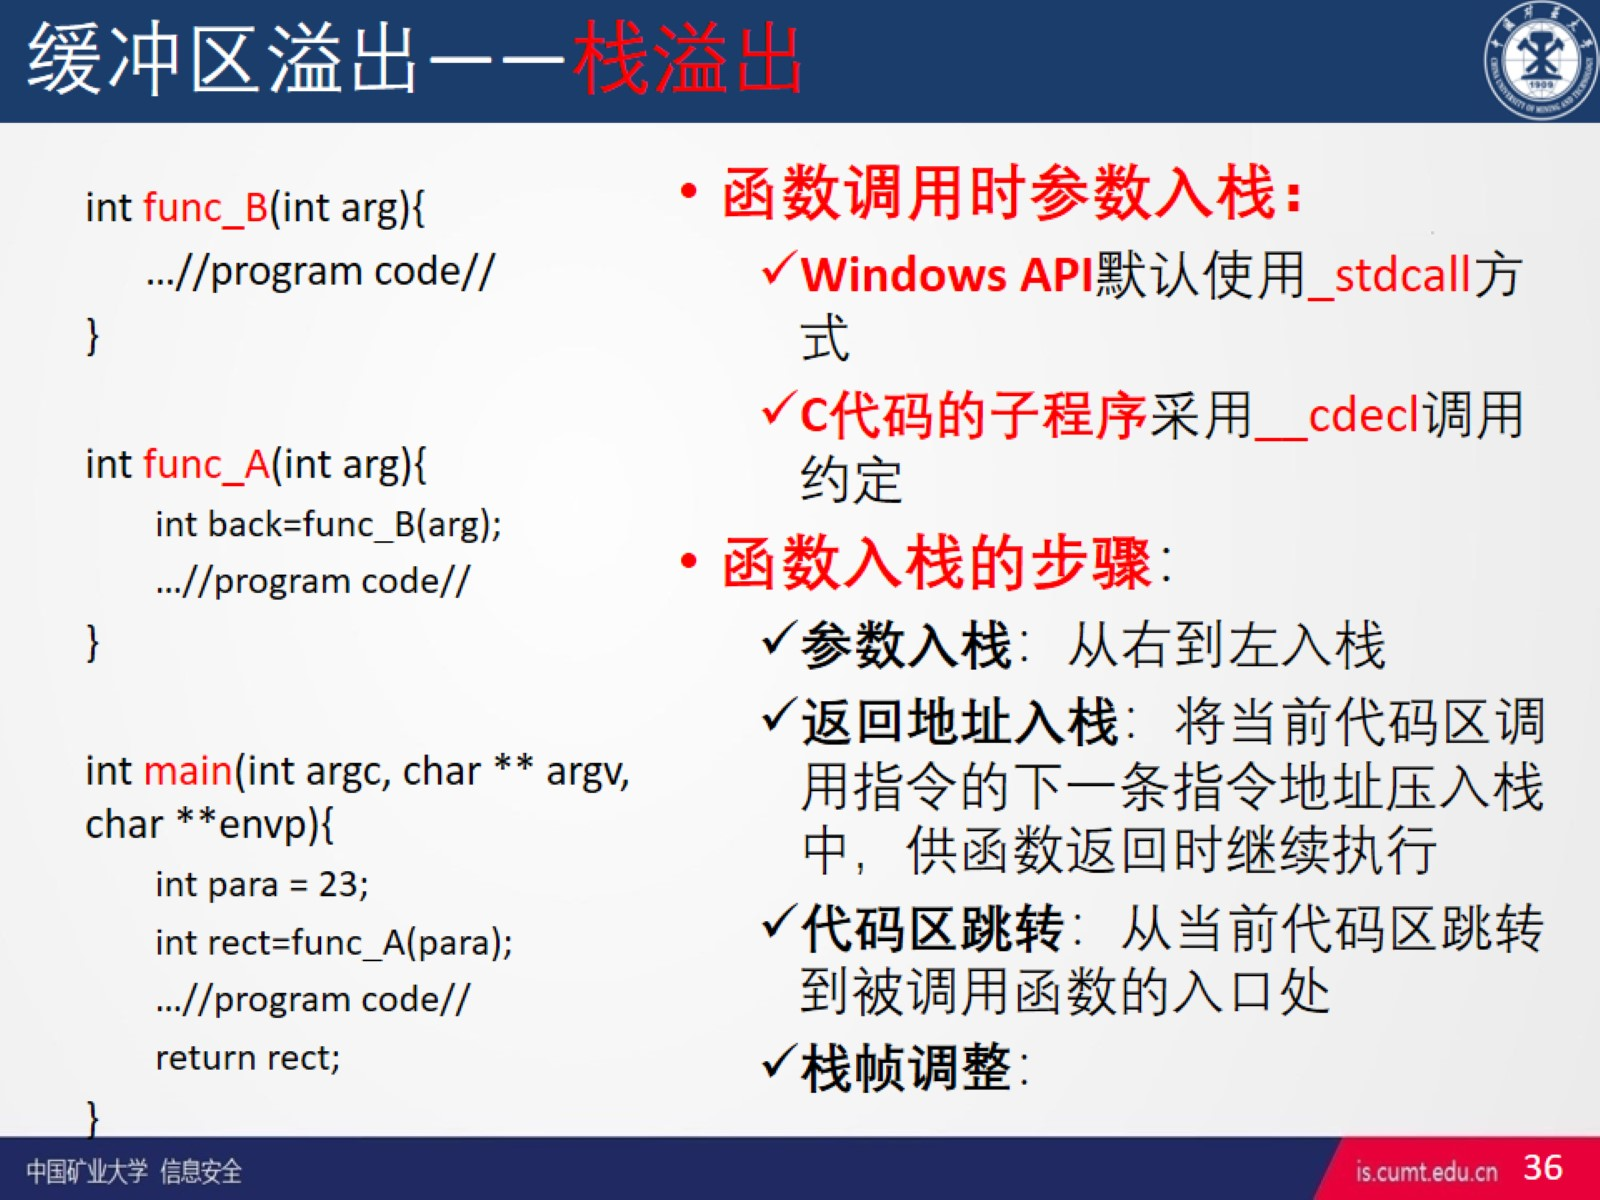 缓冲区溢出——栈溢出
int func_B(int arg){
...//program code//
}
int func_A(int arg){
int back=func_B(arg);
...//program code//
}
int main(int argc, char ** argv,
char **envp){
int para = 23;
int rect=func_A(para);
...//program code//
return rect;
}
• 函数调用时参数入栈：
✓Windows API默认使用_stdcall方
式
✓C代码的子程序采用__cdecl调用
约定
• 函数入栈的步骤：
✓参数入栈：从右到左入栈
✓返回地址入栈：将当前代码区调
用指令的下一条指令地址压入栈
中，供函数返回时继续执行
✓代码区跳转：从当前代码区跳转
到被调用函数的入口处
✓栈帧调整：
中国矿业大学 信息安全
is.cumt.edu.cn 36
1909
CHINA UNIVERSITY OF MINING AND TECHNOLOGY